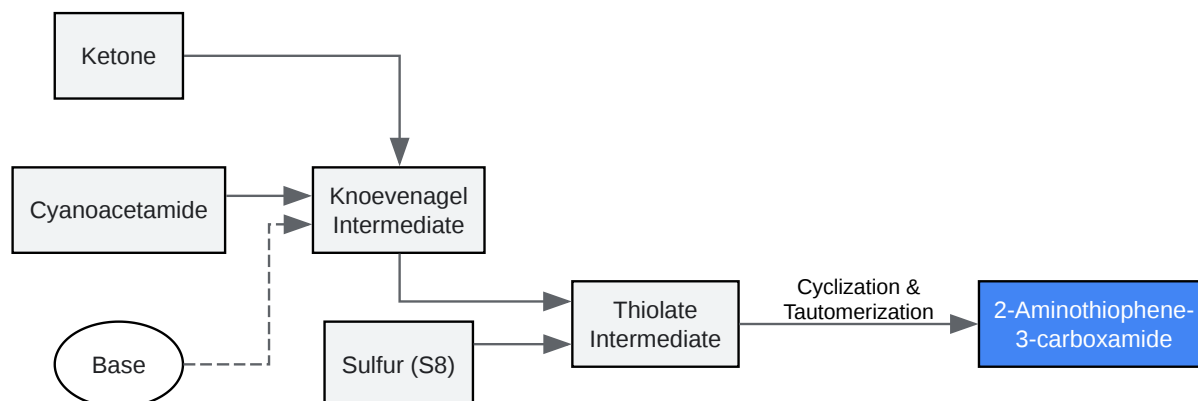 Ketone
Cyanoacetamide
Knoevenagel
Intermediate
Base
Sulfur (S8)
Thiolate
Intermediate
Cyclization &
Tautomerization
2-Aminothiophene-
3-carboxamide